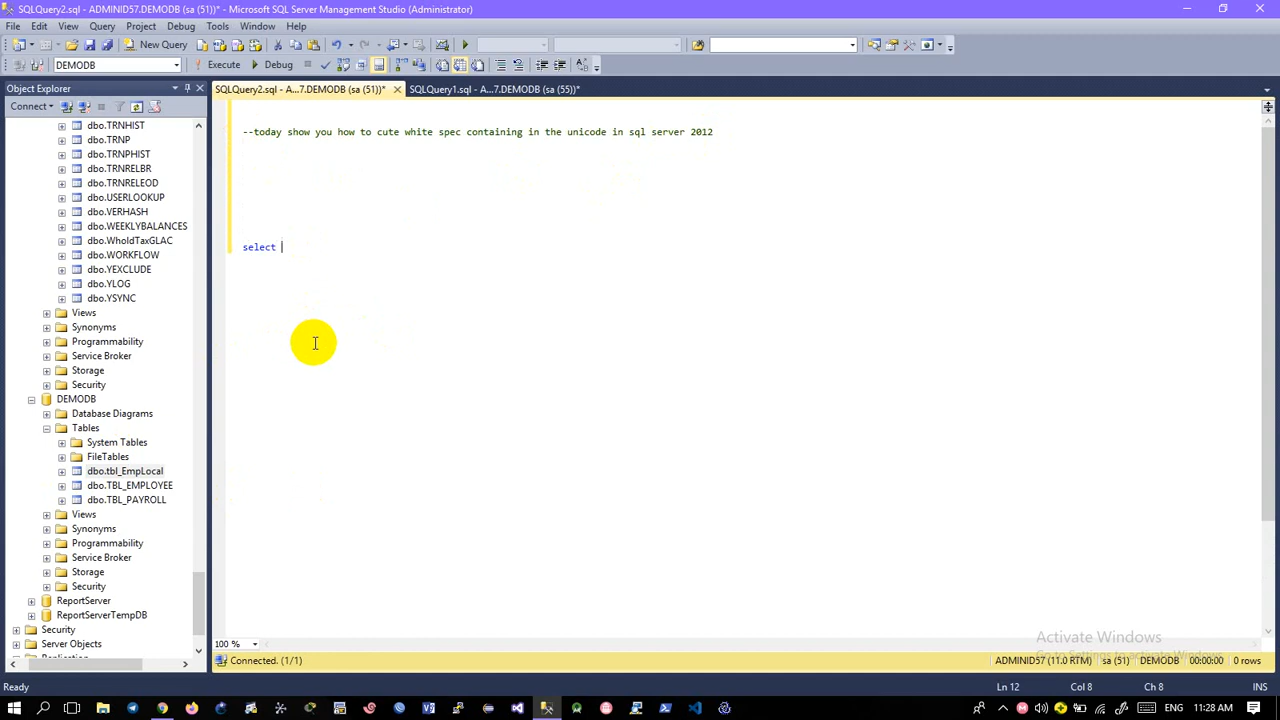 SQLQuery2.sql - ADMINID57.DEMODB (sa (51))* - Microsoft SQL Server Management Studio (Administrator)
File Edit View Query Project Debug Tools Window Help
New Query
DEMODB Execute Debug
Object Explorer
SQLQuery2.sql - A...7.DEMODB (sa (51))* SQLQuery1.sql - A...7.DEMODB (sa (55))*
Connect
dbo.TRNHIST
dbo.TRNP
dbo.TRNPHIST
dbo.TRNRELBR
dbo.TRNRELEOD
dbo.USERLOOKUP
dbo.VERHASH
dbo.WEEKLYBALANCES
dbo.WholdTaxGLAC
dbo.WORKFLOW
dbo.YEXCLUDE
dbo.YLOG
dbo.YSYNC
Views
Synonyms
Programmability
Service Broker
Storage
Security
DEMODB
Database Diagrams
Tables
System Tables
FileTables
dbo.tbl_EmpLocal
dbo.TBL_EMPLOYEE
dbo.TBL_PAYROLL
Views
Synonyms
Programmability
Service Broker
Storage
Security
ReportServer
ReportServerTempDB
Security
Server Objects
--today show you how to cute white spec containing in the unicode in sql server 2012
select
100 %
Activate Windows
Go to Settings to activate Windows.
Connected. (1/1) ADMINID57 (11.0 RTM) sa (51) DEMODB 00:00:00 0 rows
Ready Ln 12 Col 8 Ch 8 INS
ENG 11:28 AM